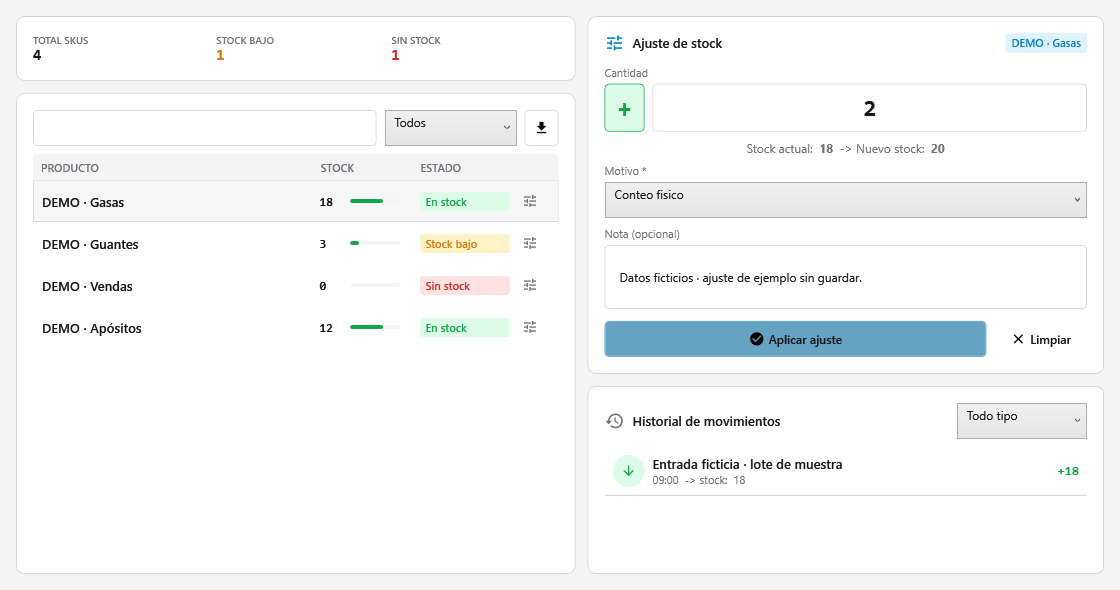 TOTAL SKUS
4
STOCK BAJO
1
SIN STOCK
1
Todos
PRODUCTO STOCK ESTADO
DEMO · Gasas 18 En stock
DEMO · Guantes 3 Stock bajo
DEMO · Vendas 0 Sin stock
DEMO · Apósitos 12 En stock
Ajuste de stock
DEMO · Gasas
Cantidad
+ 2
Stock actual: 18 -> Nuevo stock: 20
Motivo *
Conteo fisico
Nota (opcional)
Datos ficticios · ajuste de ejemplo sin guardar.
Aplicar ajuste
Limpiar
Historial de movimientos
Todo tipo
Entrada ficticia · lote de muestra
09:00 -> stock: 18
+18